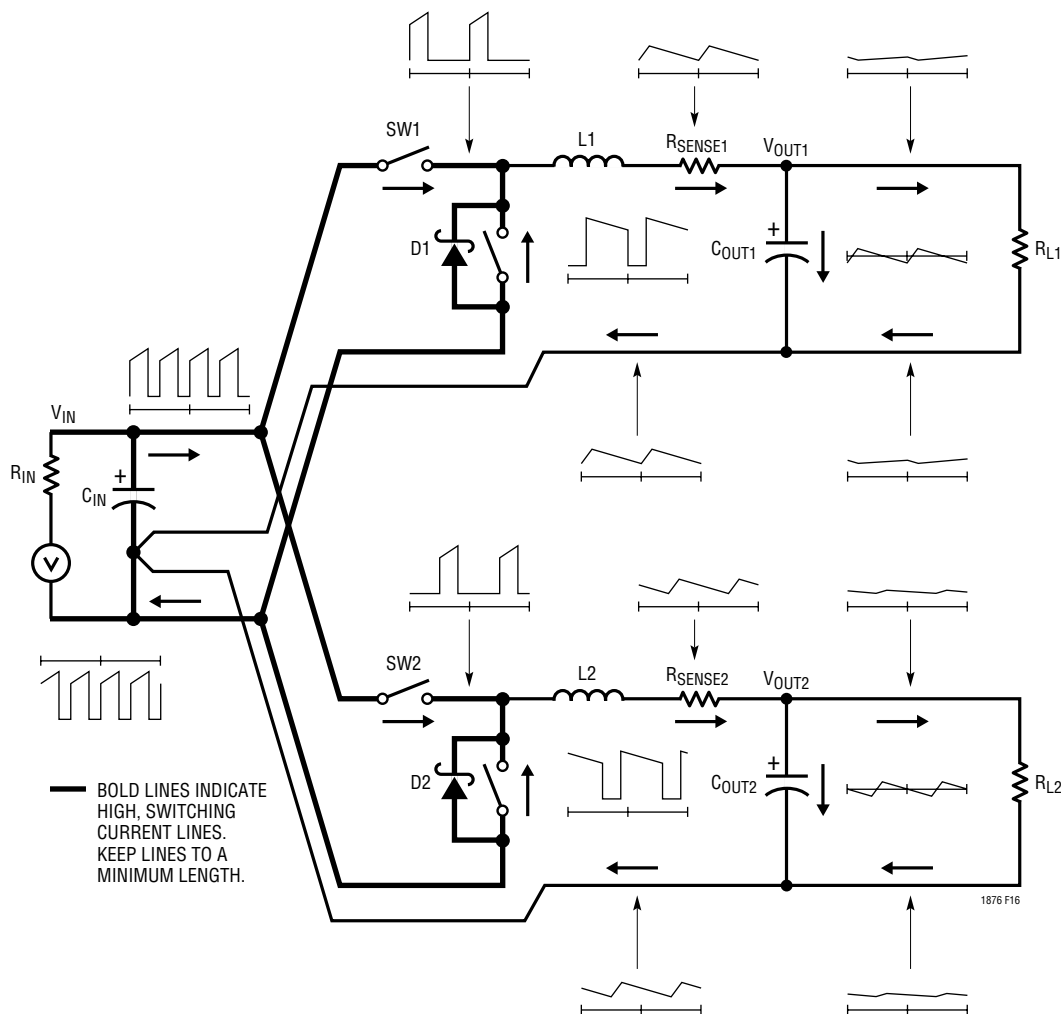 SW1
L1
RSENSE1
VOUT1
D1
COUT1
+
RL1
VIN
RIN
+
CIN
V
SW2
L2
RSENSE2
VOUT2
D2
COUT2
+
RL2
BOLD LINES INDICATE
HIGH, SWITCHING
CURRENT LINES.
KEEP LINES TO A
MINIMUM LENGTH.
1876 F16